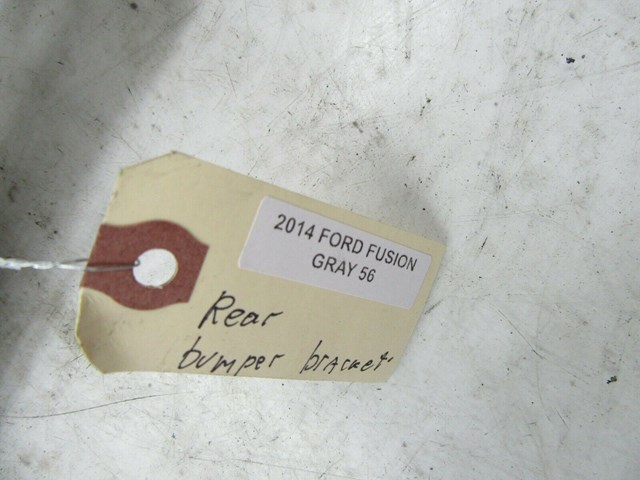 2014 FORD FUSION
GRAY 56
Rear
bumper bracket